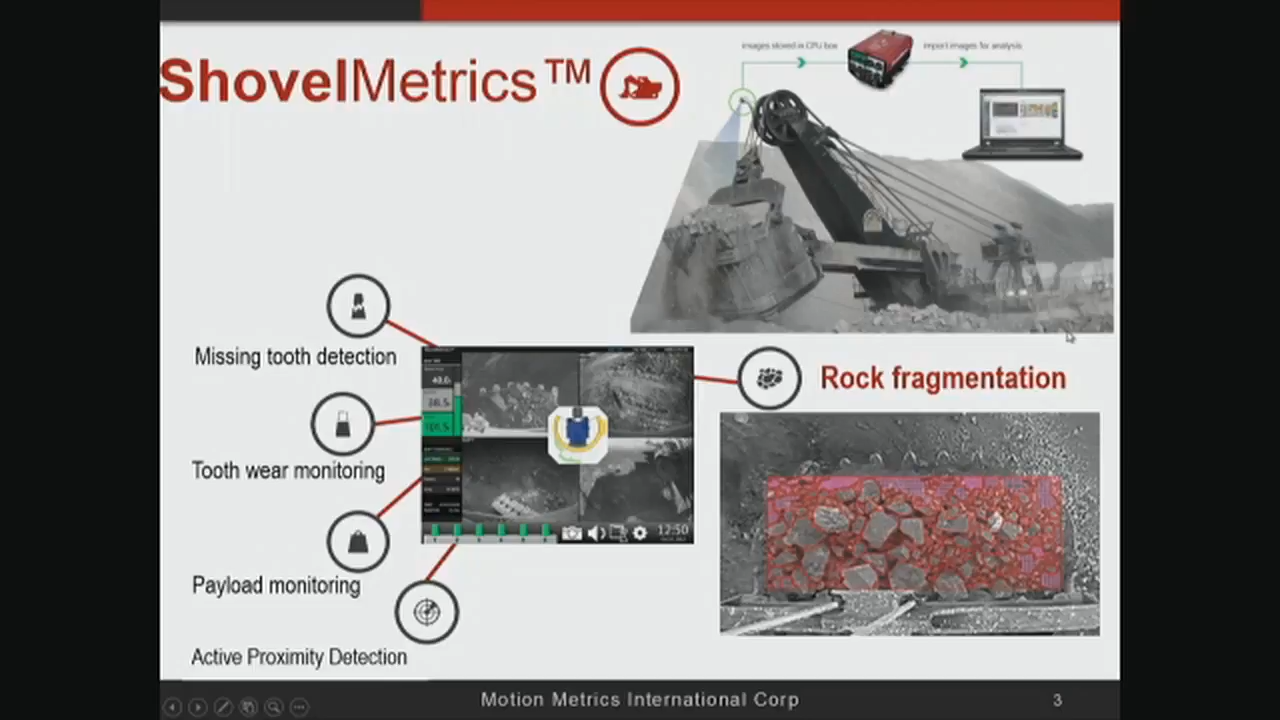 ShovelMetrics™
images stored in CPU box
import images for analysis
Missing tooth detection
Tooth wear monitoring
Payload monitoring
Active Proximity Detection
12:50
Rock fragmentation
Motion Metrics International Corp
3